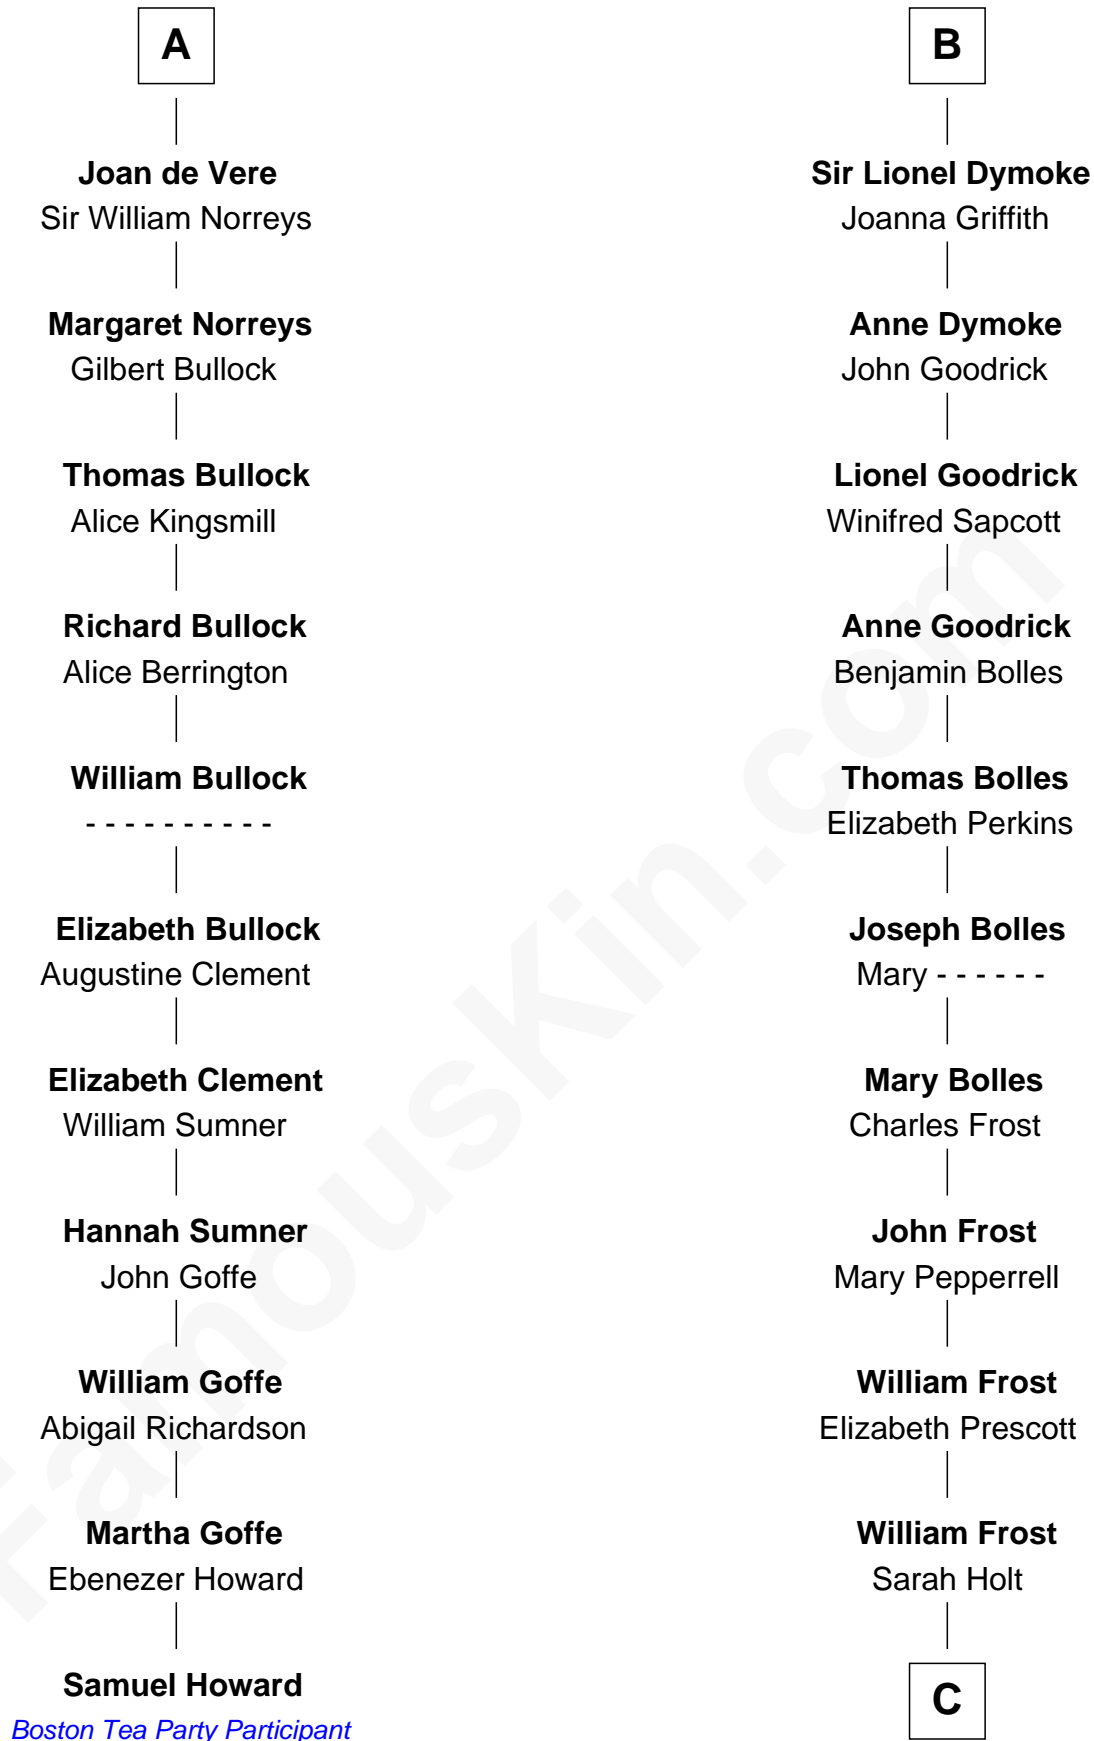 A
Joan de Vere
Sir William Norreys
Margaret Norreys
Gilbert Bullock
Thomas Bullock
Alice Kingsmill
Richard Bullock
Alice Berrington
William Bullock
- - - - - - - - - -
Elizabeth Bullock
Augustine Clement
Elizabeth Clement
William Sumner
Hannah Sumner
John Goffe
William Goffe
Abigail Richardson
Martha Goffe
Ebenezer Howard
Samuel Howard
Boston Tea Party Participant
B
Sir Lionel Dymoke
Joanna Griffith
Anne Dymoke
John Goodrick
Lionel Goodrick
Winifred Sapcott
Anne Goodrick
Benjamin Bolles
Thomas Bolles
Elizabeth Perkins
Joseph Bolles
Mary - - - - - -
Mary Bolles
Charles Frost
John Frost
Mary Pepperrell
William Frost
Elizabeth Prescott
William Frost
Sarah Holt
C
FamousKin.com